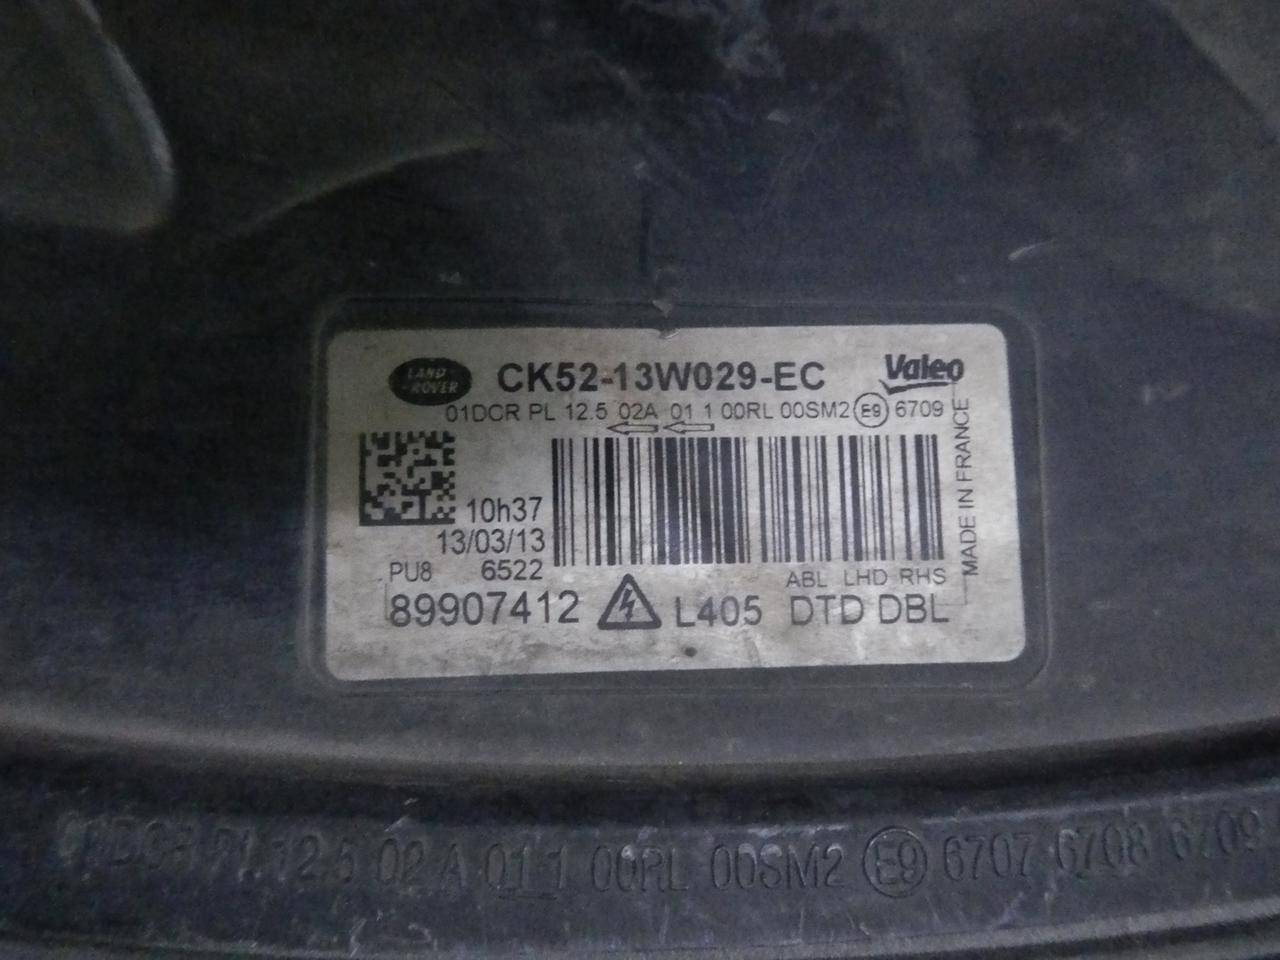 LAND ROVER CK52-13W029-EC Valeo
01DCR PL 12.5 02A 01 1 00RL 00SM2 E9 6709
10h37
13/03/13
PU8 6522 ABL LHD RHS
89907412 L405 DTD DBL
MADE IN FRANCE
01DCR PL 12.5 02 A 01 1 00RL 00SM2 E9 6707 6708 6709